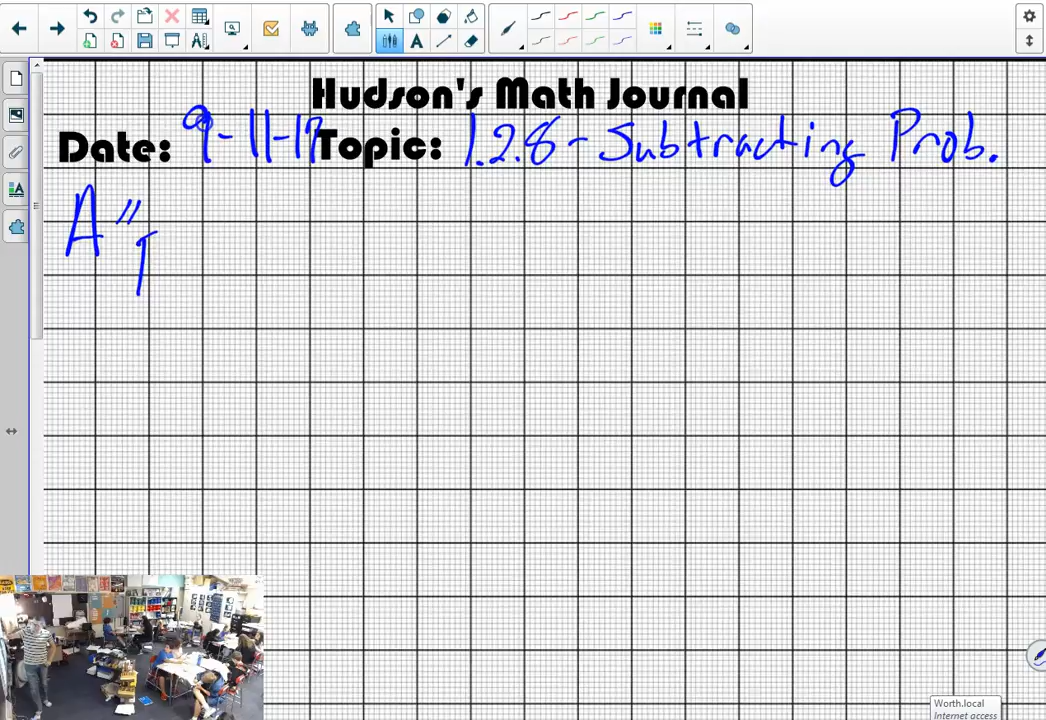 Hudson's Math Journal
Date: 9-11-17 Topic: 1.2.8 - Subtracting Prob.
A "
Worth.local
Internet access